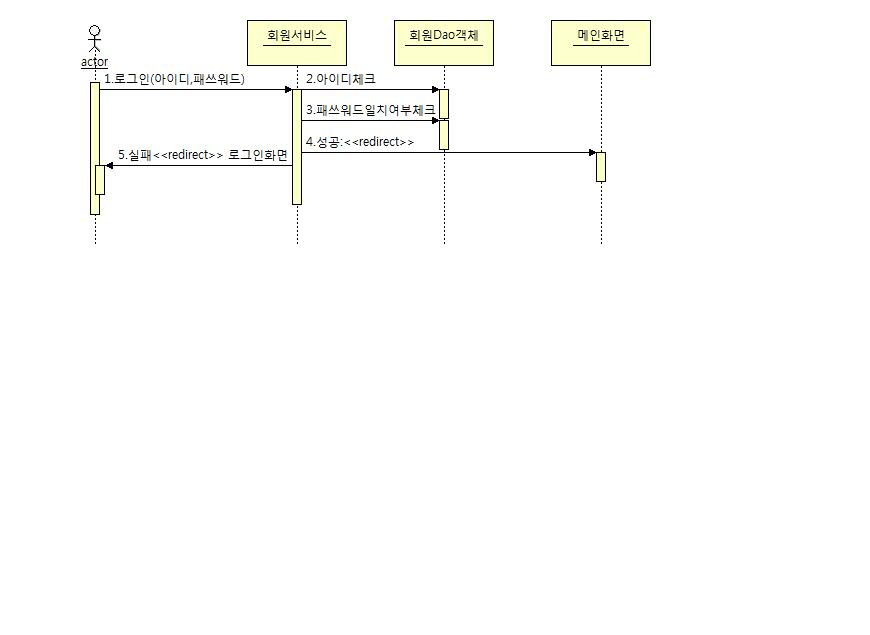 회원서비스
회원Dao객체
메인화면
actor
1.로그인(아이디,패쓰워드)
2.아이디체크
3.패쓰워드일치여부체크
4.성공:<<redirect>>
5.실패<<redirect>> 로그인화면